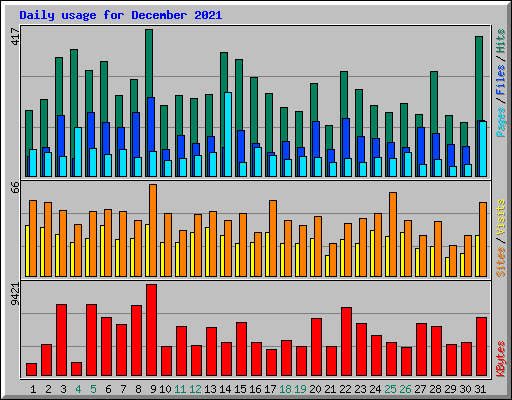 Daily usage for December 2021
417
Pages / Files / Hits
66
Sites / Visits
9421
KBytes
1 2 3 4 5 6 7 8 9 10 11 12 13 14 15 16 17 18 19 20 21 22 23 24 25 26 27 28 29 30 31